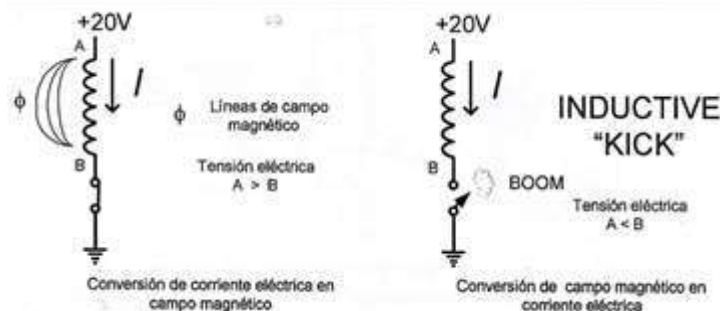 +20V
A
I
ϕ
ϕ
Líneas de campo
magnético
B
Tensión eléctrica
A > B
Conversión de corriente eléctrica en
campo magnético
+20V
A
I
INDUCTIVE
“KICK”
B
BOOM
Tensión eléctrica
A < B
Conversión de campo magnético en
corriente eléctrica